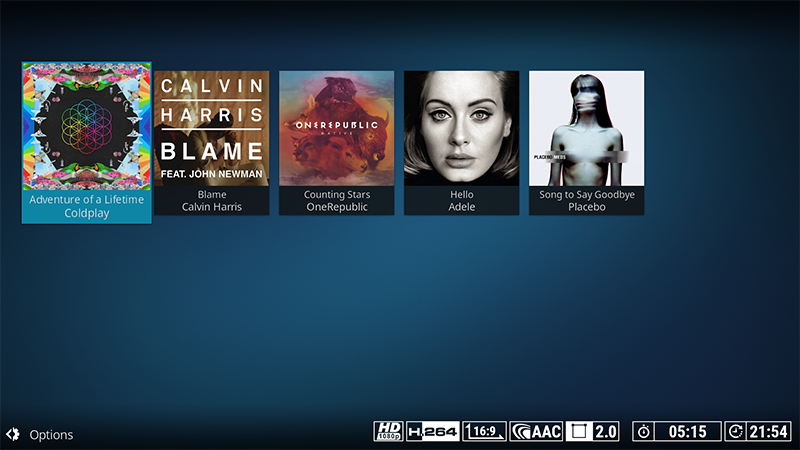 CALVIN
HARRIS
BLAME
FEAT. JOHN NEWMAN
ONEREPUBLIC
NATIVE
PLACEBO MEDS
Adventure of a Lifetime
Coldplay
Blame
Calvin Harris
Counting Stars
OneRepublic
Hello
Adele
Song to Say Goodbye
Placebo
Options
HD
1080p
H.264
16:9
AAC
2.0
05:15
21:54